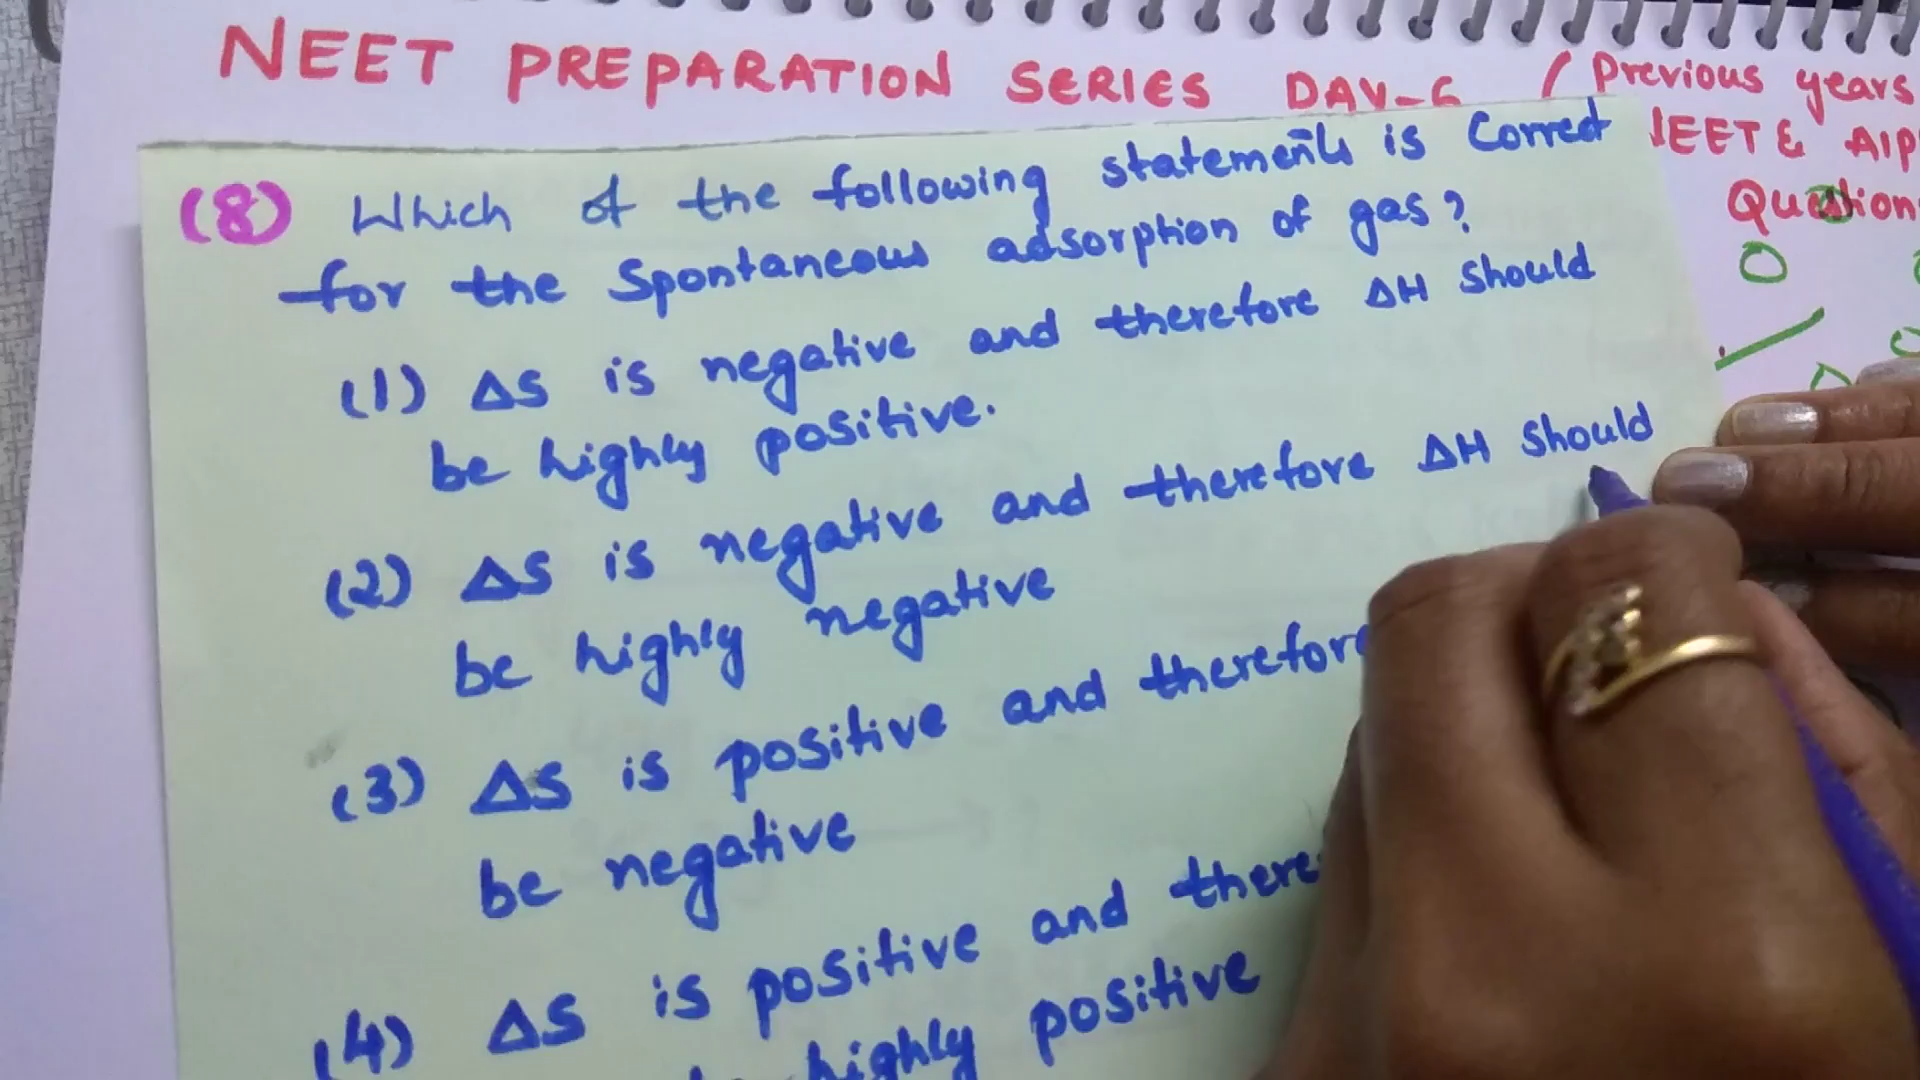 NEET PREPARATION SERIES DAY-6 (Previous years
NEET & AIP
Question
(8) Which of the following statements is Correct
for the Spontaneous adsorption of gas?
(1) ΔS is negative and therefore ΔH should
be highly positive.
(2) ΔS is negative and therefore ΔH should
be highly negative
(3) ΔS is positive and therefore
be negative
(4) ΔS is positive and there
highly positive